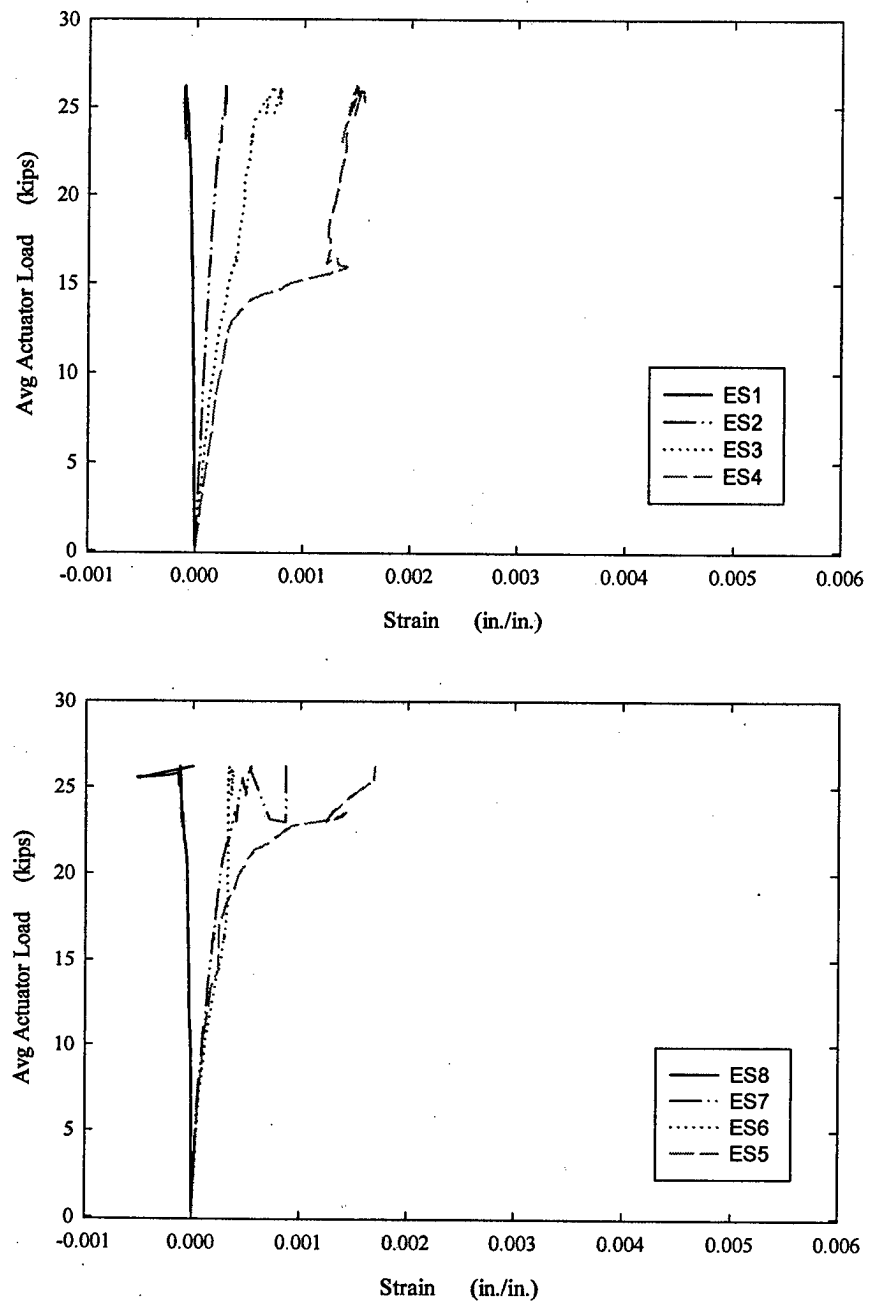 30
25
20
15
10
5
0
Avg Actuator Load (kips)
-0.001
0.000
0.001
0.002
0.003
0.004
0.005
0.006
Strain (in./in.)
ES1
ES2
ES3
ES4
30
25
20
15
10
5
0
Avg Actuator Load (kips)
-0.001
0.000
0.001
0.002
0.003
0.004
0.005
0.006
Strain (in./in.)
ES8
ES7
ES6
ES5